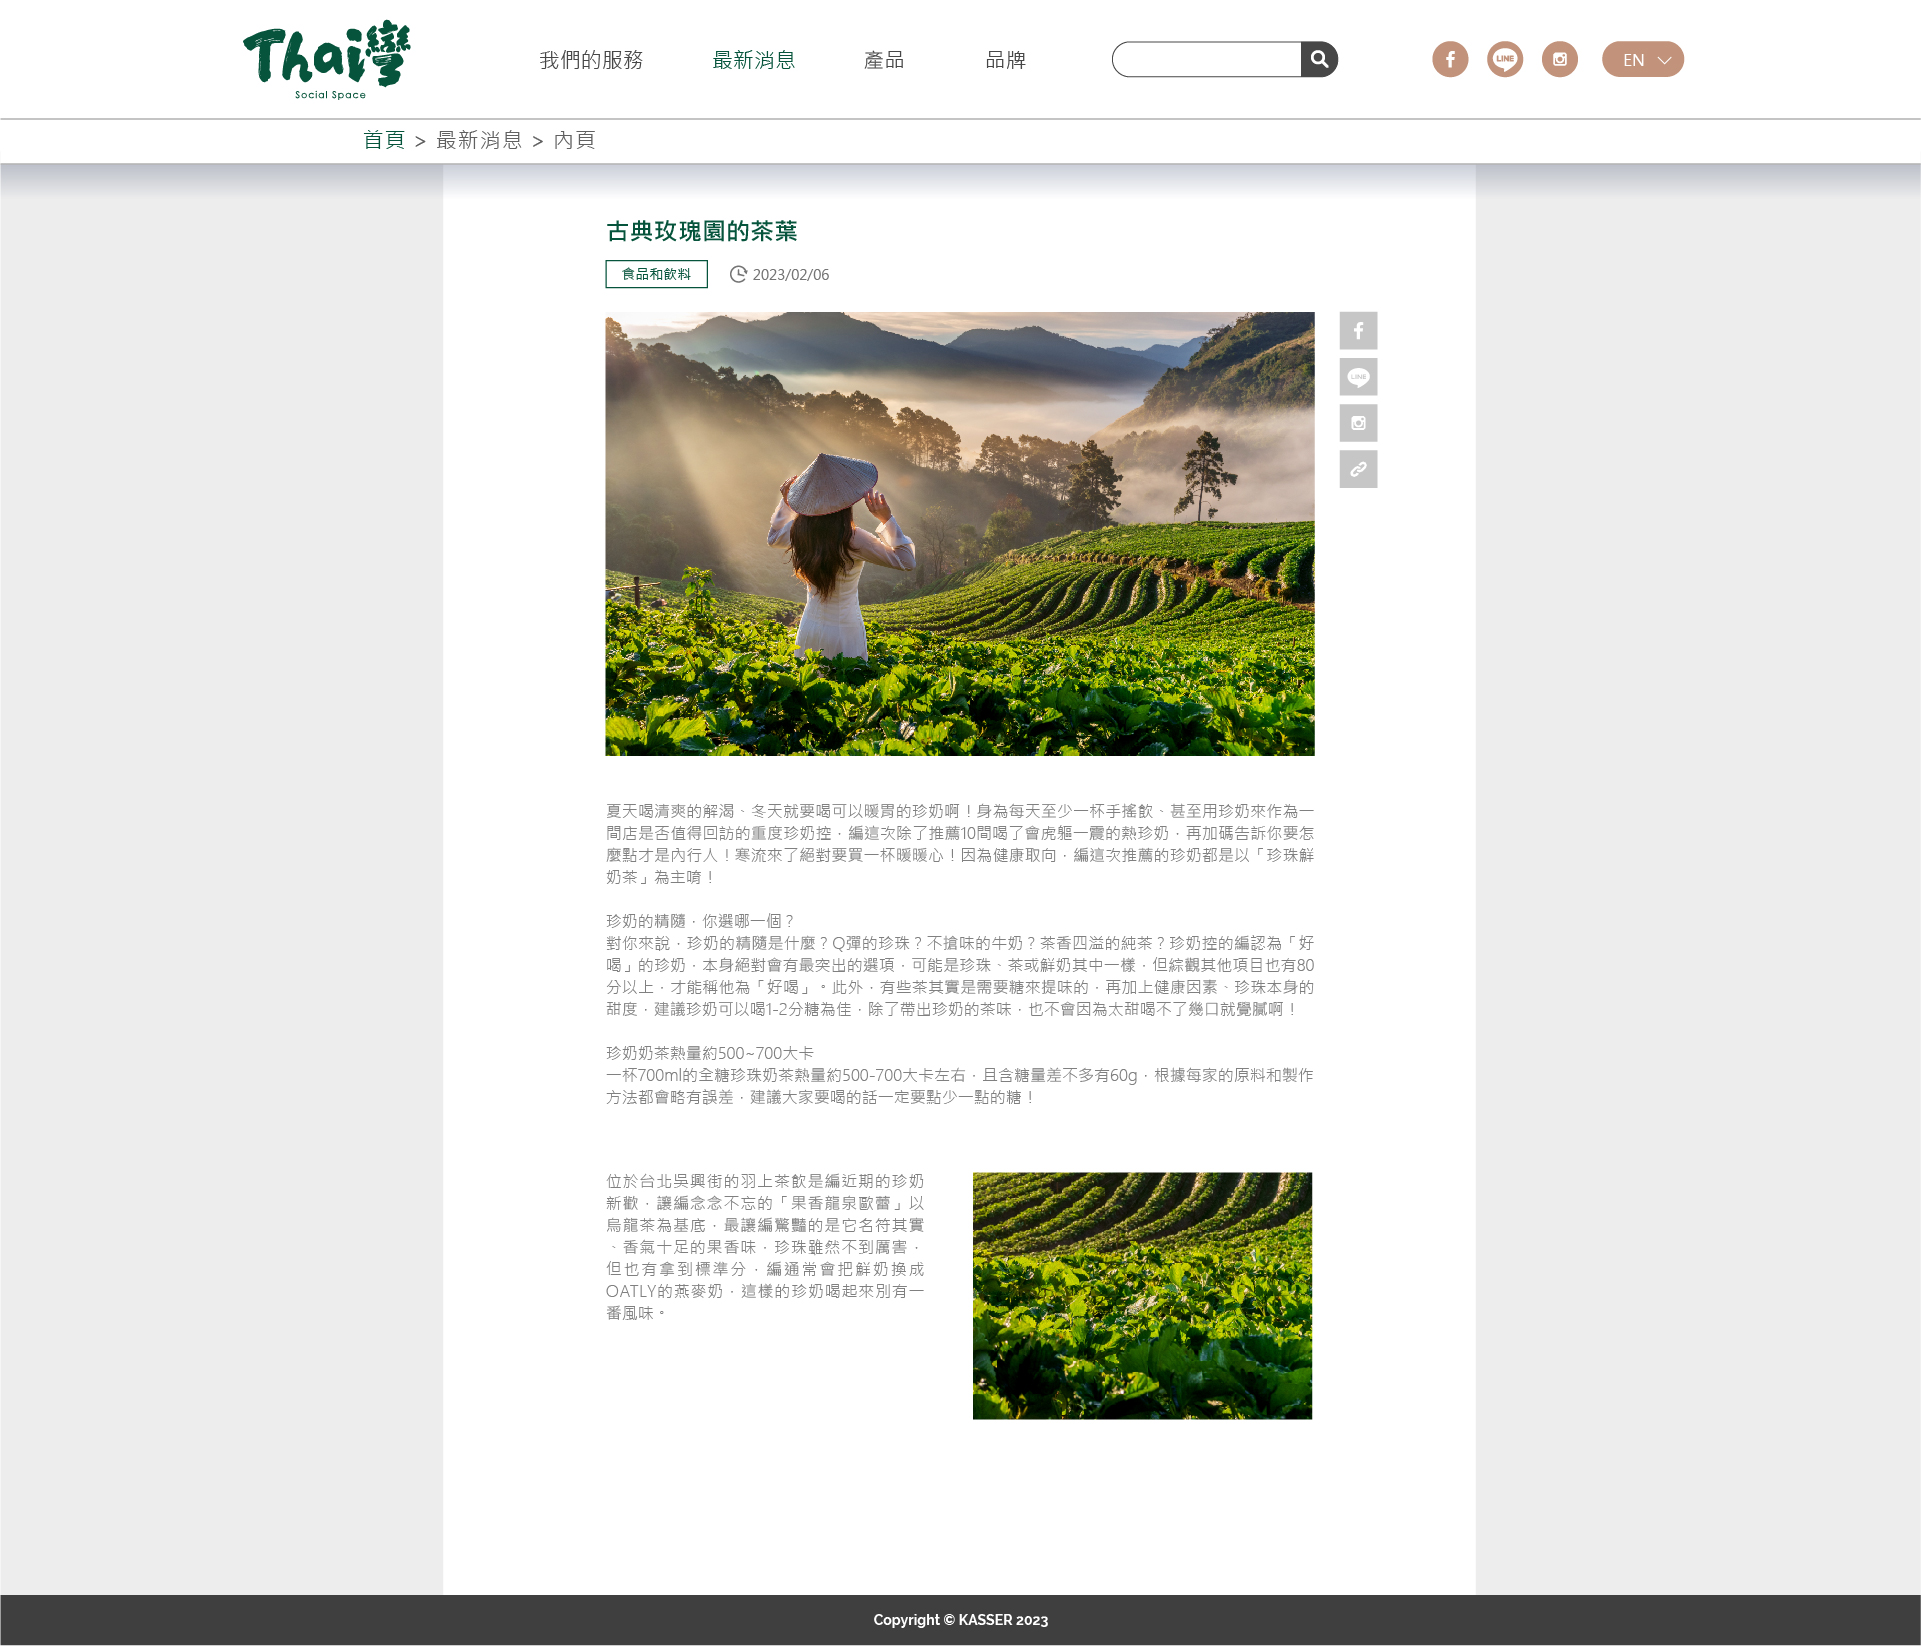 Thai灣
Social Space
我們的服務
最新消息
產品
品牌
LINE
EN
首頁 > 最新消息 > 內頁
古典玫瑰園的茶葉
食品和飲料
2023/02/06
LINE
夏天喝清爽的解渴、冬天就要喝可以暖胃的珍奶啊！身為每天至少一杯手搖飲、甚至用珍奶來作為一
間店是否值得回訪的重度珍奶控，編這次除了推薦10間喝了會虎軀一震的熱珍奶，再加碼告訴你要怎
麼點才是內行人！寒流來了絕對要買一杯暖暖心！因為健康取向，編這次推薦的珍奶都是以「珍珠鮮
奶茶」為主唷！
珍奶的精隨，你選哪一個？
對你來說，珍奶的精隨是什麼？Q彈的珍珠？不搶味的牛奶？茶香四溢的純茶？珍奶控的編認為「好
喝」的珍奶，本身絕對會有最突出的選項，可能是珍珠、茶或鮮奶其中一樣，但綜觀其他項目也有80
分以上，才能稱他為「好喝」。此外，有些茶其實是需要糖來提味的，再加上健康因素、珍珠本身的
甜度，建議珍奶可以喝1-2分糖為佳，除了帶出珍奶的茶味，也不會因為太甜喝不了幾口就覺膩啊！
珍奶奶茶熱量約500~700大卡
一杯700ml的全糖珍珠奶茶熱量約500-700大卡左右，且含糖量差不多有60g，根據每家的原料和製作
方法都會略有誤差，建議大家要喝的話一定要點少一點的糖！
位於台北吳興街的羽上茶飲是編近期的珍奶
新歡，讓編念念不忘的「果香龍泉歐蕾」以
烏龍茶為基底，最讓編驚豔的是它名符其實
、香氣十足的果香味，珍珠雖然不到厲害，
但也有拿到標準分，編通常會把鮮奶換成
OATLY的燕麥奶，這樣的珍奶喝起來別有一
番風味。
Copyright © KASSER 2023